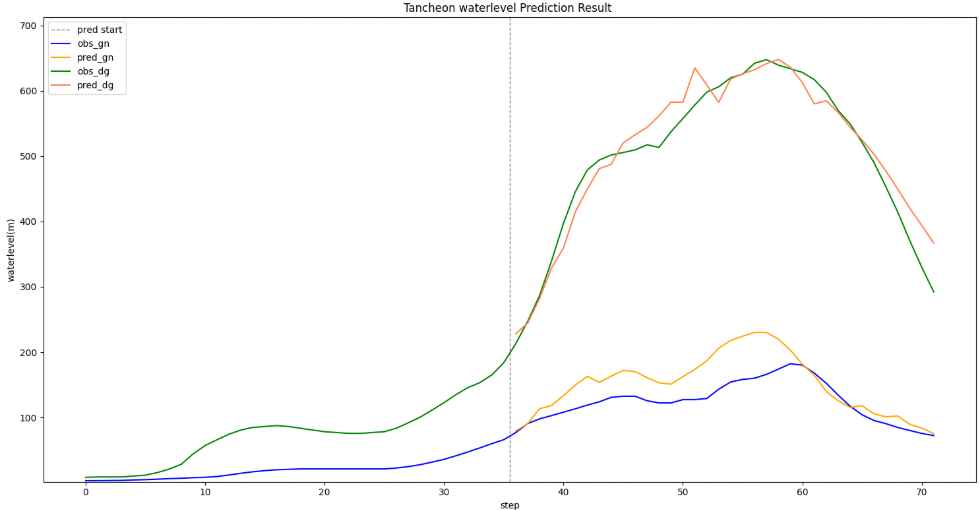 Tancheon waterlevel Prediction Result
pred start
obs_gn
pred_gn
obs_dg
pred_dg
700
600
500
400
300
200
100
waterlevel(m)
0 10 20 30 40 50 60 70
step